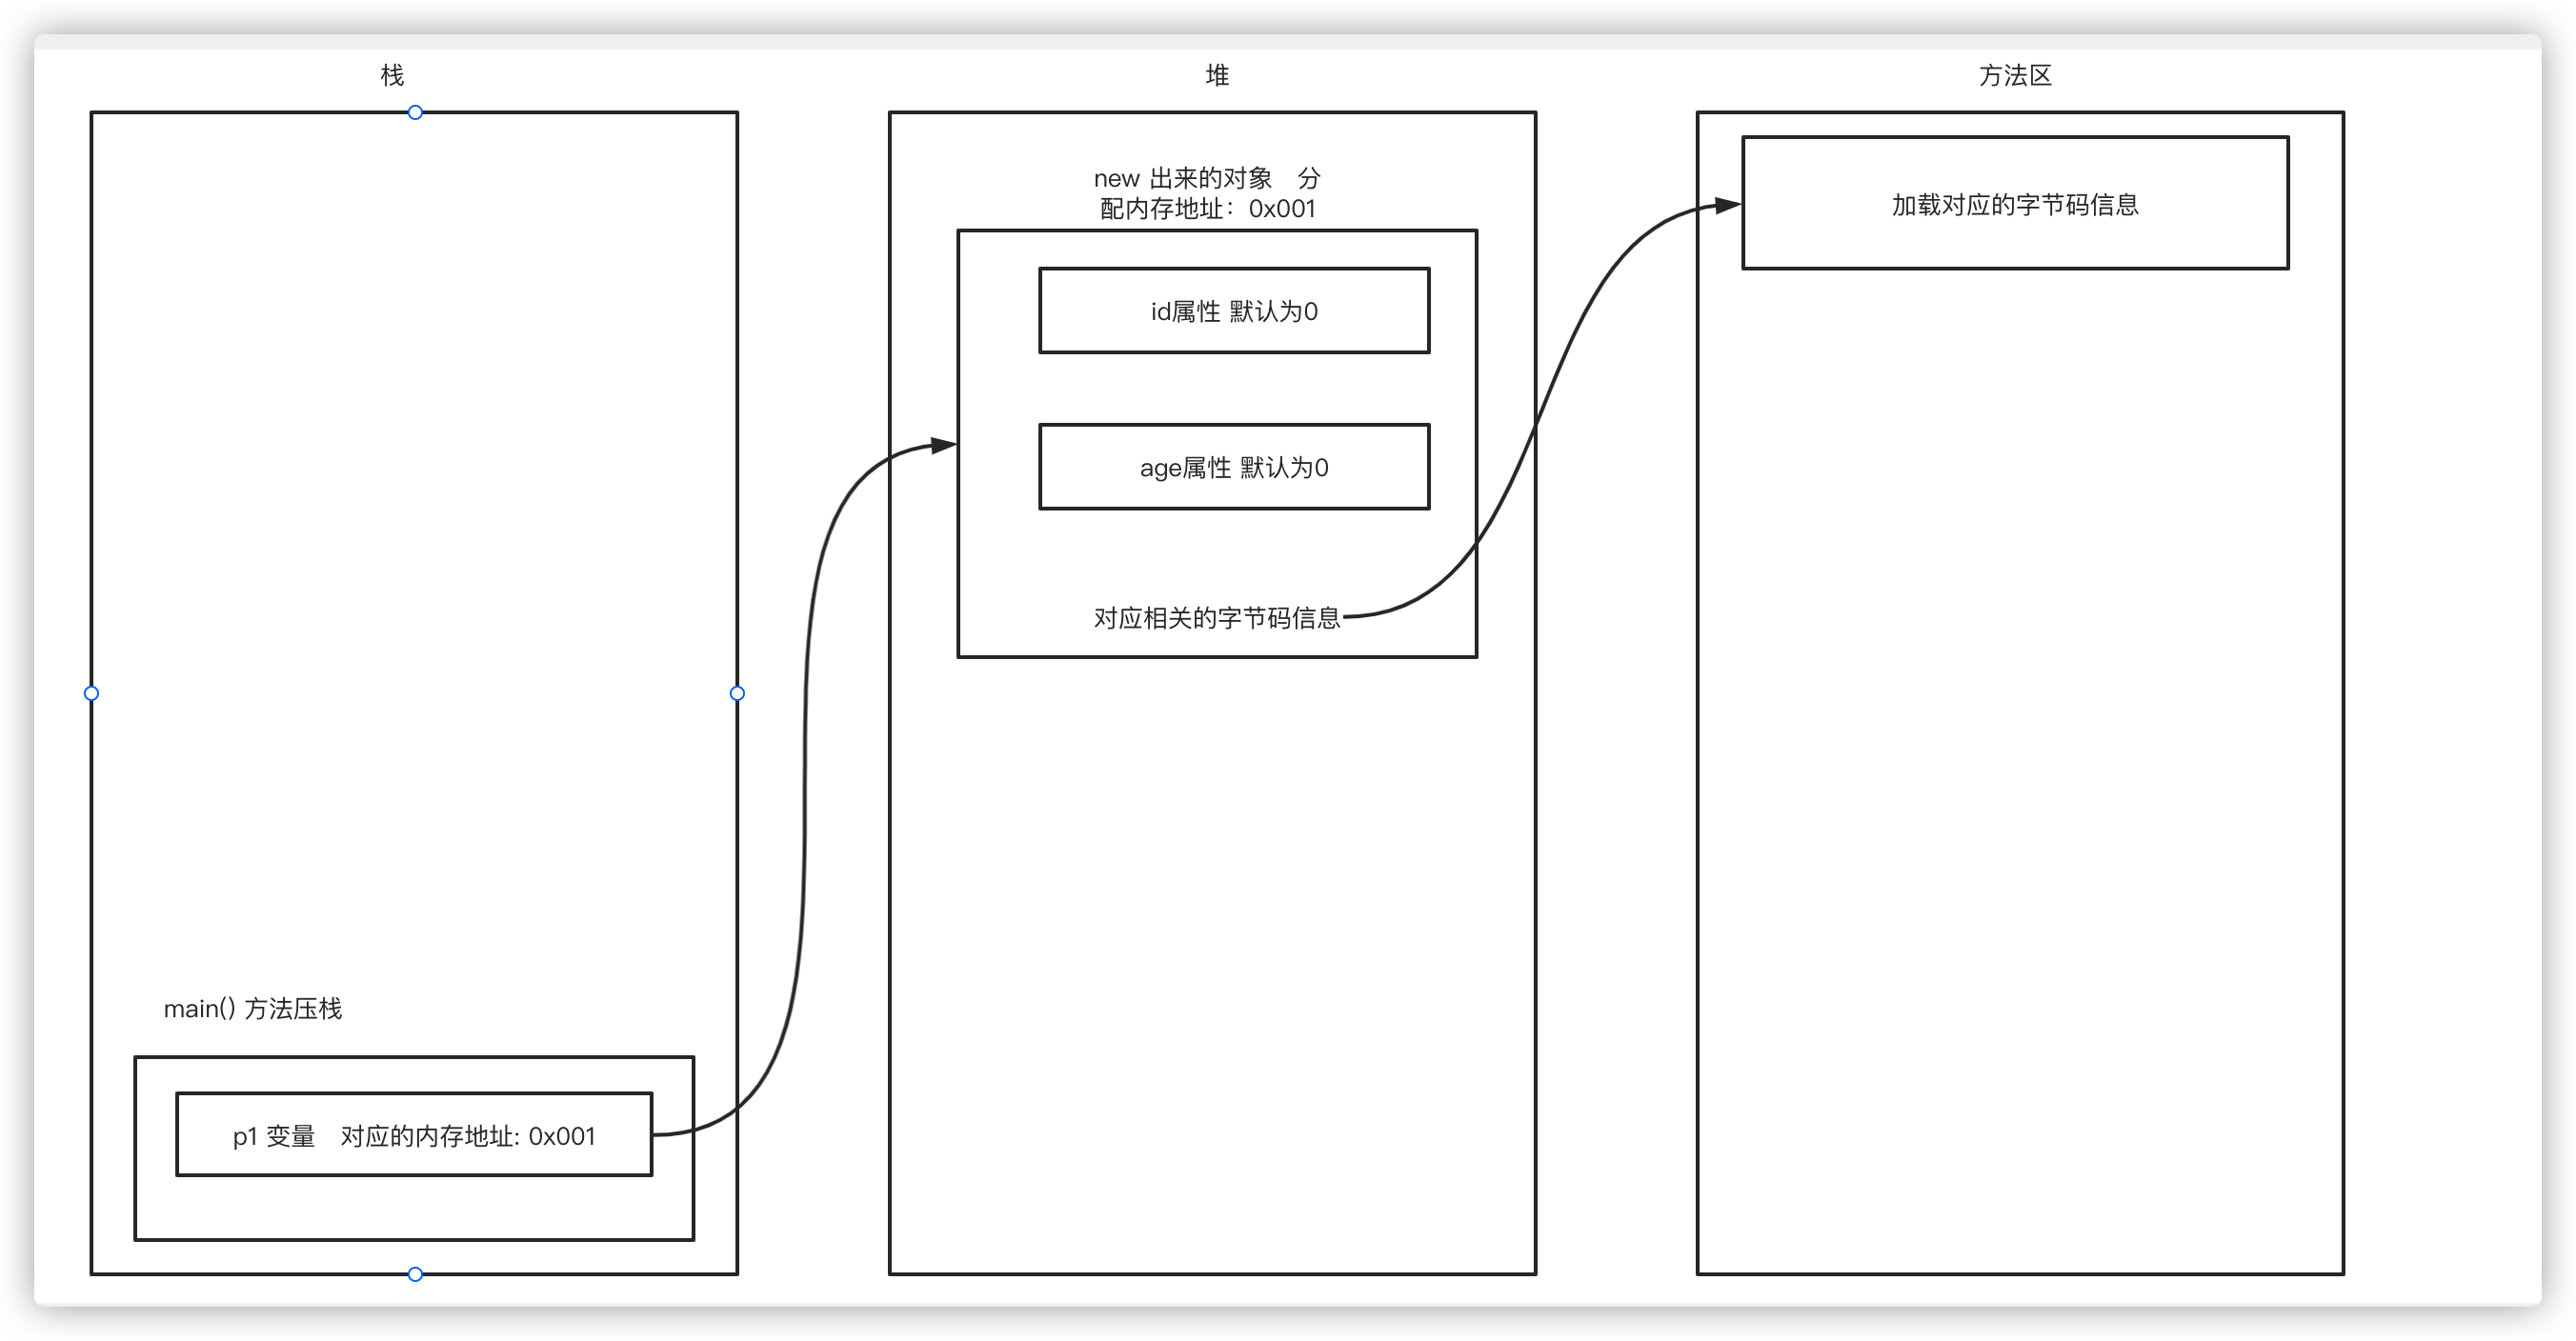 栈
堆
方法区
new 出来的对象 分
配内存地址：0x001
加载对应的字节码信息
id属性 默认为0
age属性 默认为0
对应相关的字节码信息
main() 方法压栈
p1 变量 对应的内存地址: 0x001